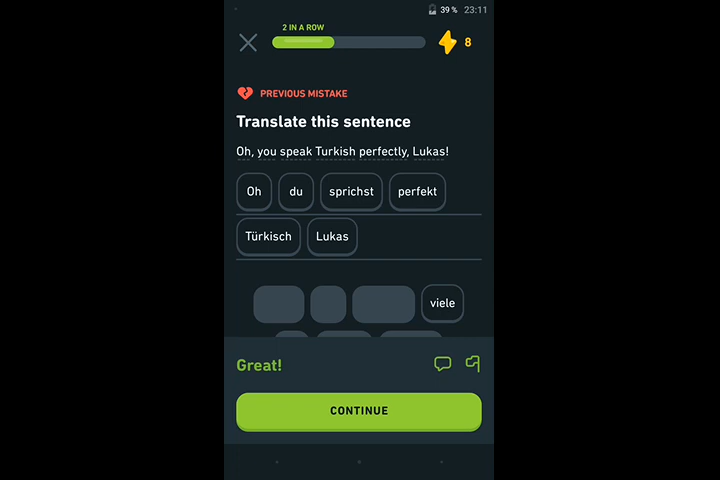 39 % 23:11
2 IN A ROW
8
PREVIOUS MISTAKE
Translate this sentence
Oh, you speak Turkish perfectly, Lukas!
Oh du sprichst perfekt
Türkisch Lukas
viele
Great!
CONTINUE